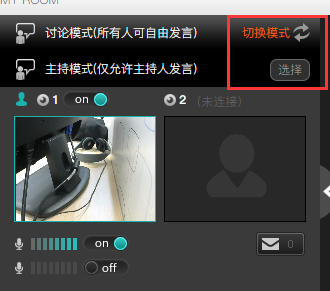 MY ROOM
讨论模式(所有人可自由发言) 切换模式
主持模式(仅允许主持人发言) 选择
1 on 2 (未连接)
on 0
off